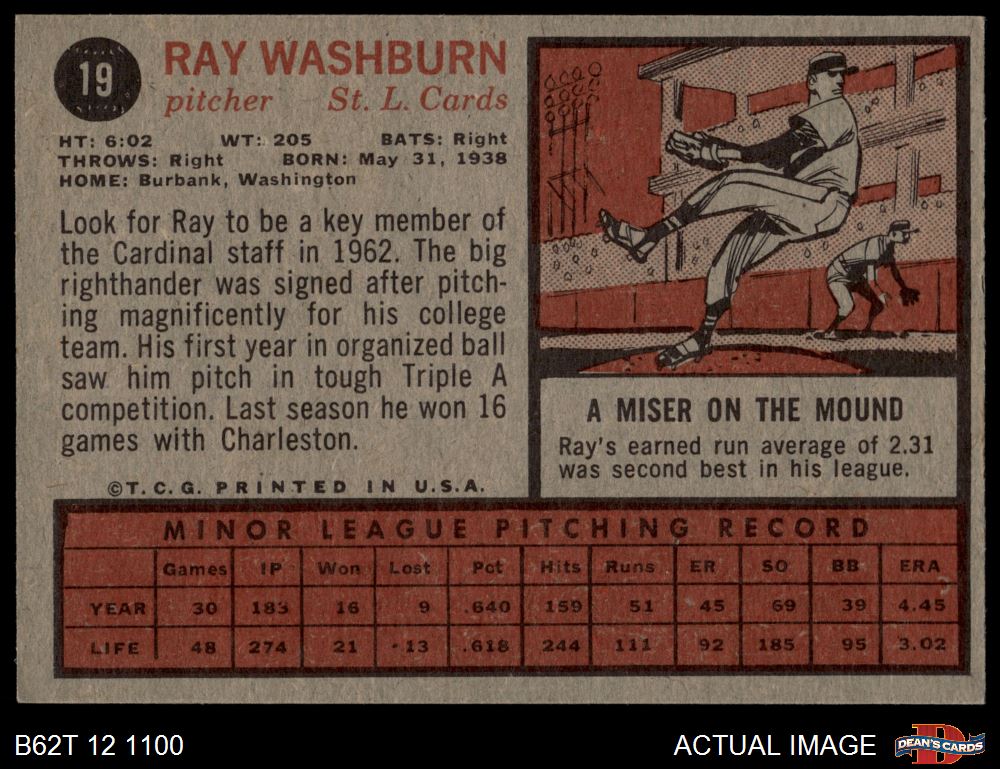 19
RAY WASHBURN
pitcher St. L. Cards
HT: 6:02 WT: 205 BATS: Right
THROWS: Right BORN: May 31, 1938
HOME: Burbank, Washington
Look for Ray to be a key member of
the Cardinal staff in 1962. The big
righthander was signed after pitch-
ing magnificently for his college
team. His first year in organized ball
saw him pitch in tough Triple A
competition. Last season he won 16
games with Charleston.
©T.C.G. PRINTED IN U.S.A.
A MISER ON THE MOUND
Ray's earned run average of 2.31
was second best in his league.
MINOR LEAGUE PITCHING RECORD
Games IP Won Lost Pct Hits Runs ER SO BB ERA
YEAR 30 183 16 9 .640 159 51 45 69 39 4.45
LIFE 48 274 21 13 .618 244 111 92 185 95 3.02
B62T 12 1100
ACTUAL IMAGE
D
DEAN'S CARDS